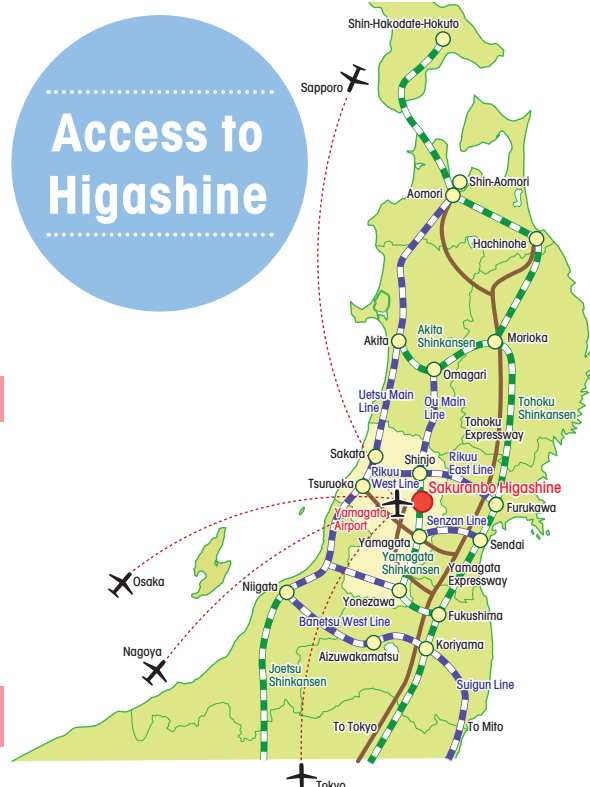 Access to
Higashine
Shin-Hakodate-Hokuto
Sapporo
Shin-Aomori
Aomori
Hachinohe
Akita
Shinkansen
Akita
Morioka
Omagari
Uetsu Main
Line
Ou Main
Line
Tohoku
Shinkansen
Tohoku
Expressway
Sakata
Shinjo
Rikuu
East Line
Rikuu
West Line
Tsuruoka
Sakuranbo Higashine
Yamagata
Airport
Furukawa
Senzan Line
Yamagata
Sendai
Yamagata
Shinkansen
Yamagata
Expressway
Osaka
Niigata
Yonezawa
Fukushima
Banetsu West Line
Koriyama
Aizuwakamatsu
Nagoya
Joetsu
Shinkansen
Suigun Line
To Tokyo
To Mito
Tokyo